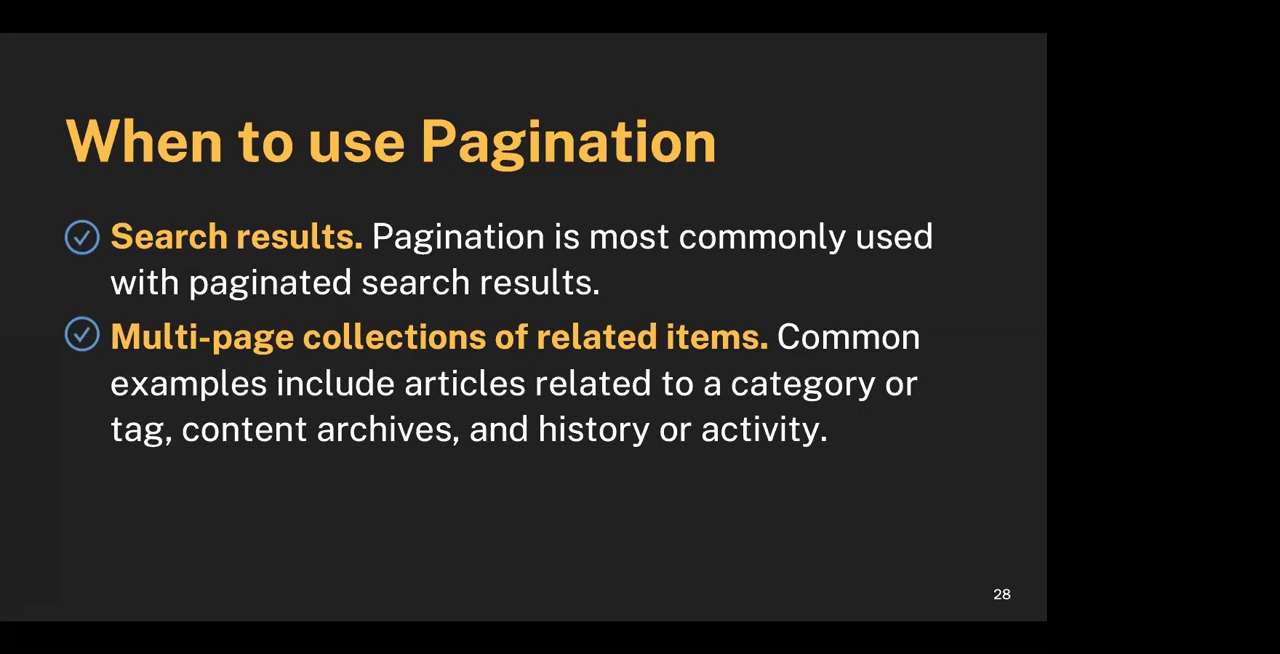 When to use Pagination
Search results. Pagination is most commonly used
with paginated search results.
Multi-page collections of related items. Common
examples include articles related to a category or
tag, content archives, and history or activity.
28